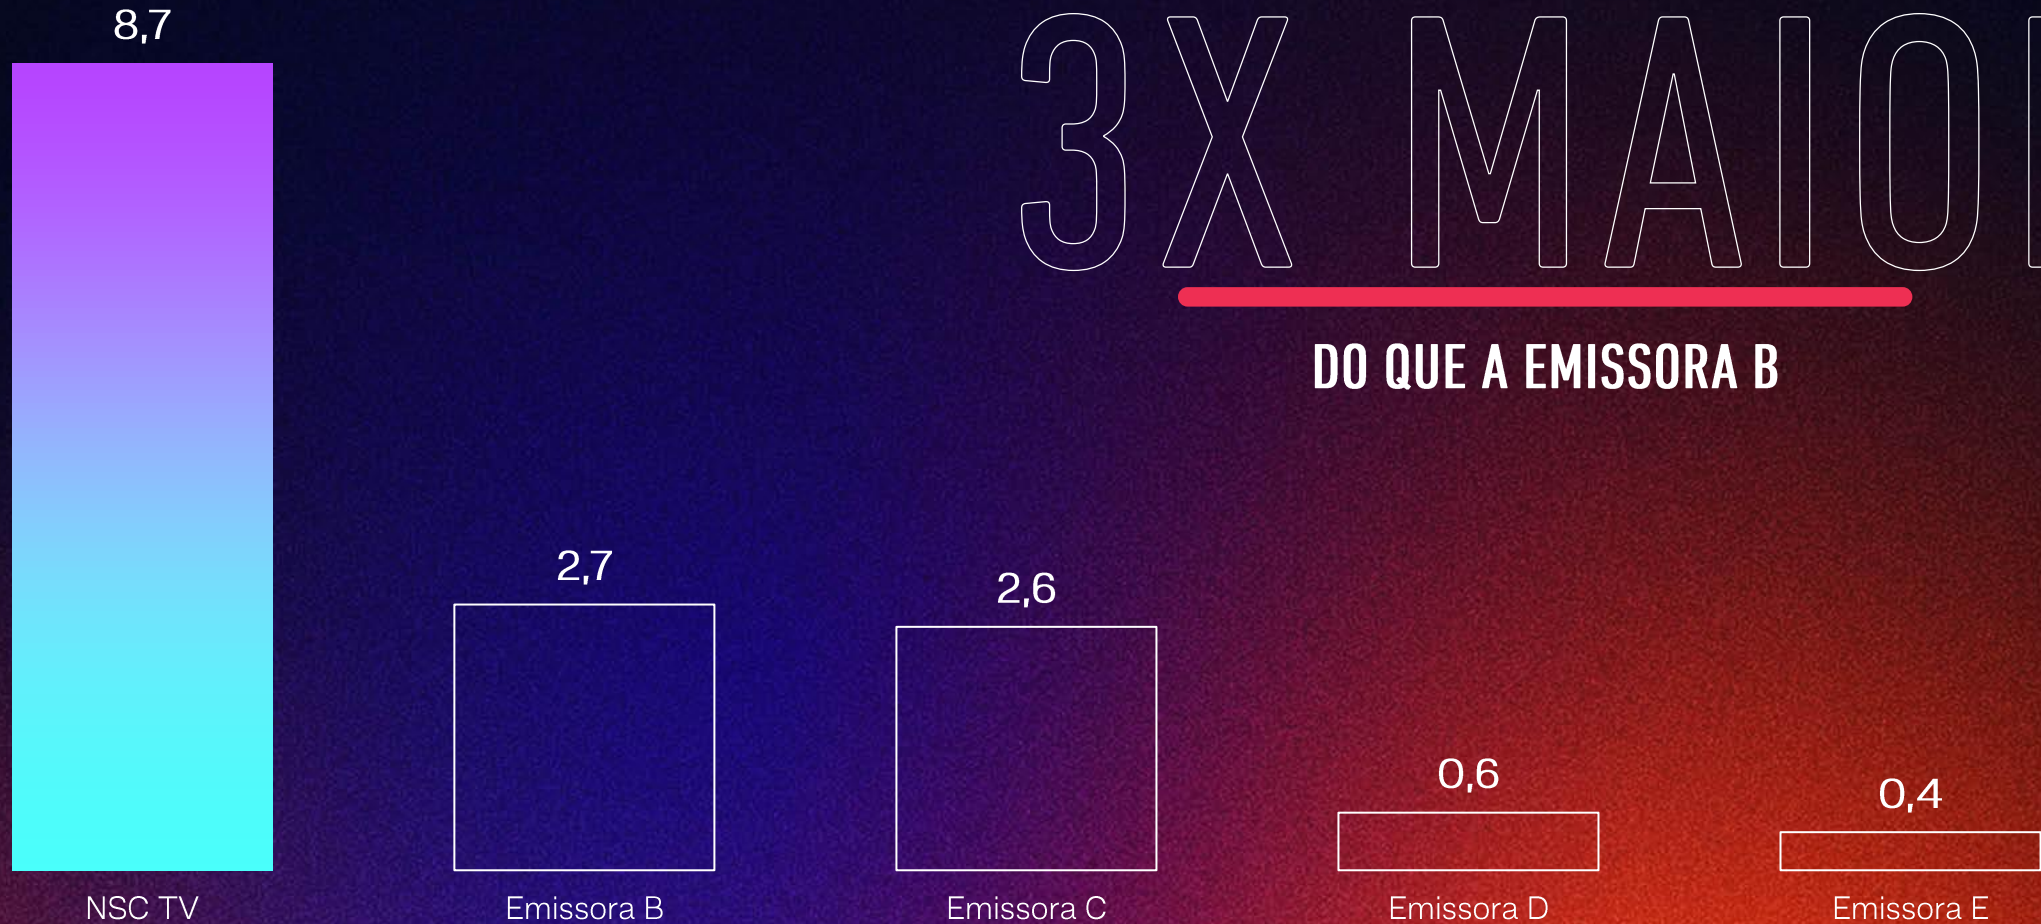 8,7
3X MAIOR
DO QUE A EMISSORA B
2,7
2,6
0,6
0,4
NSC TV
Emissora B
Emissora C
Emissora D
Emissora E